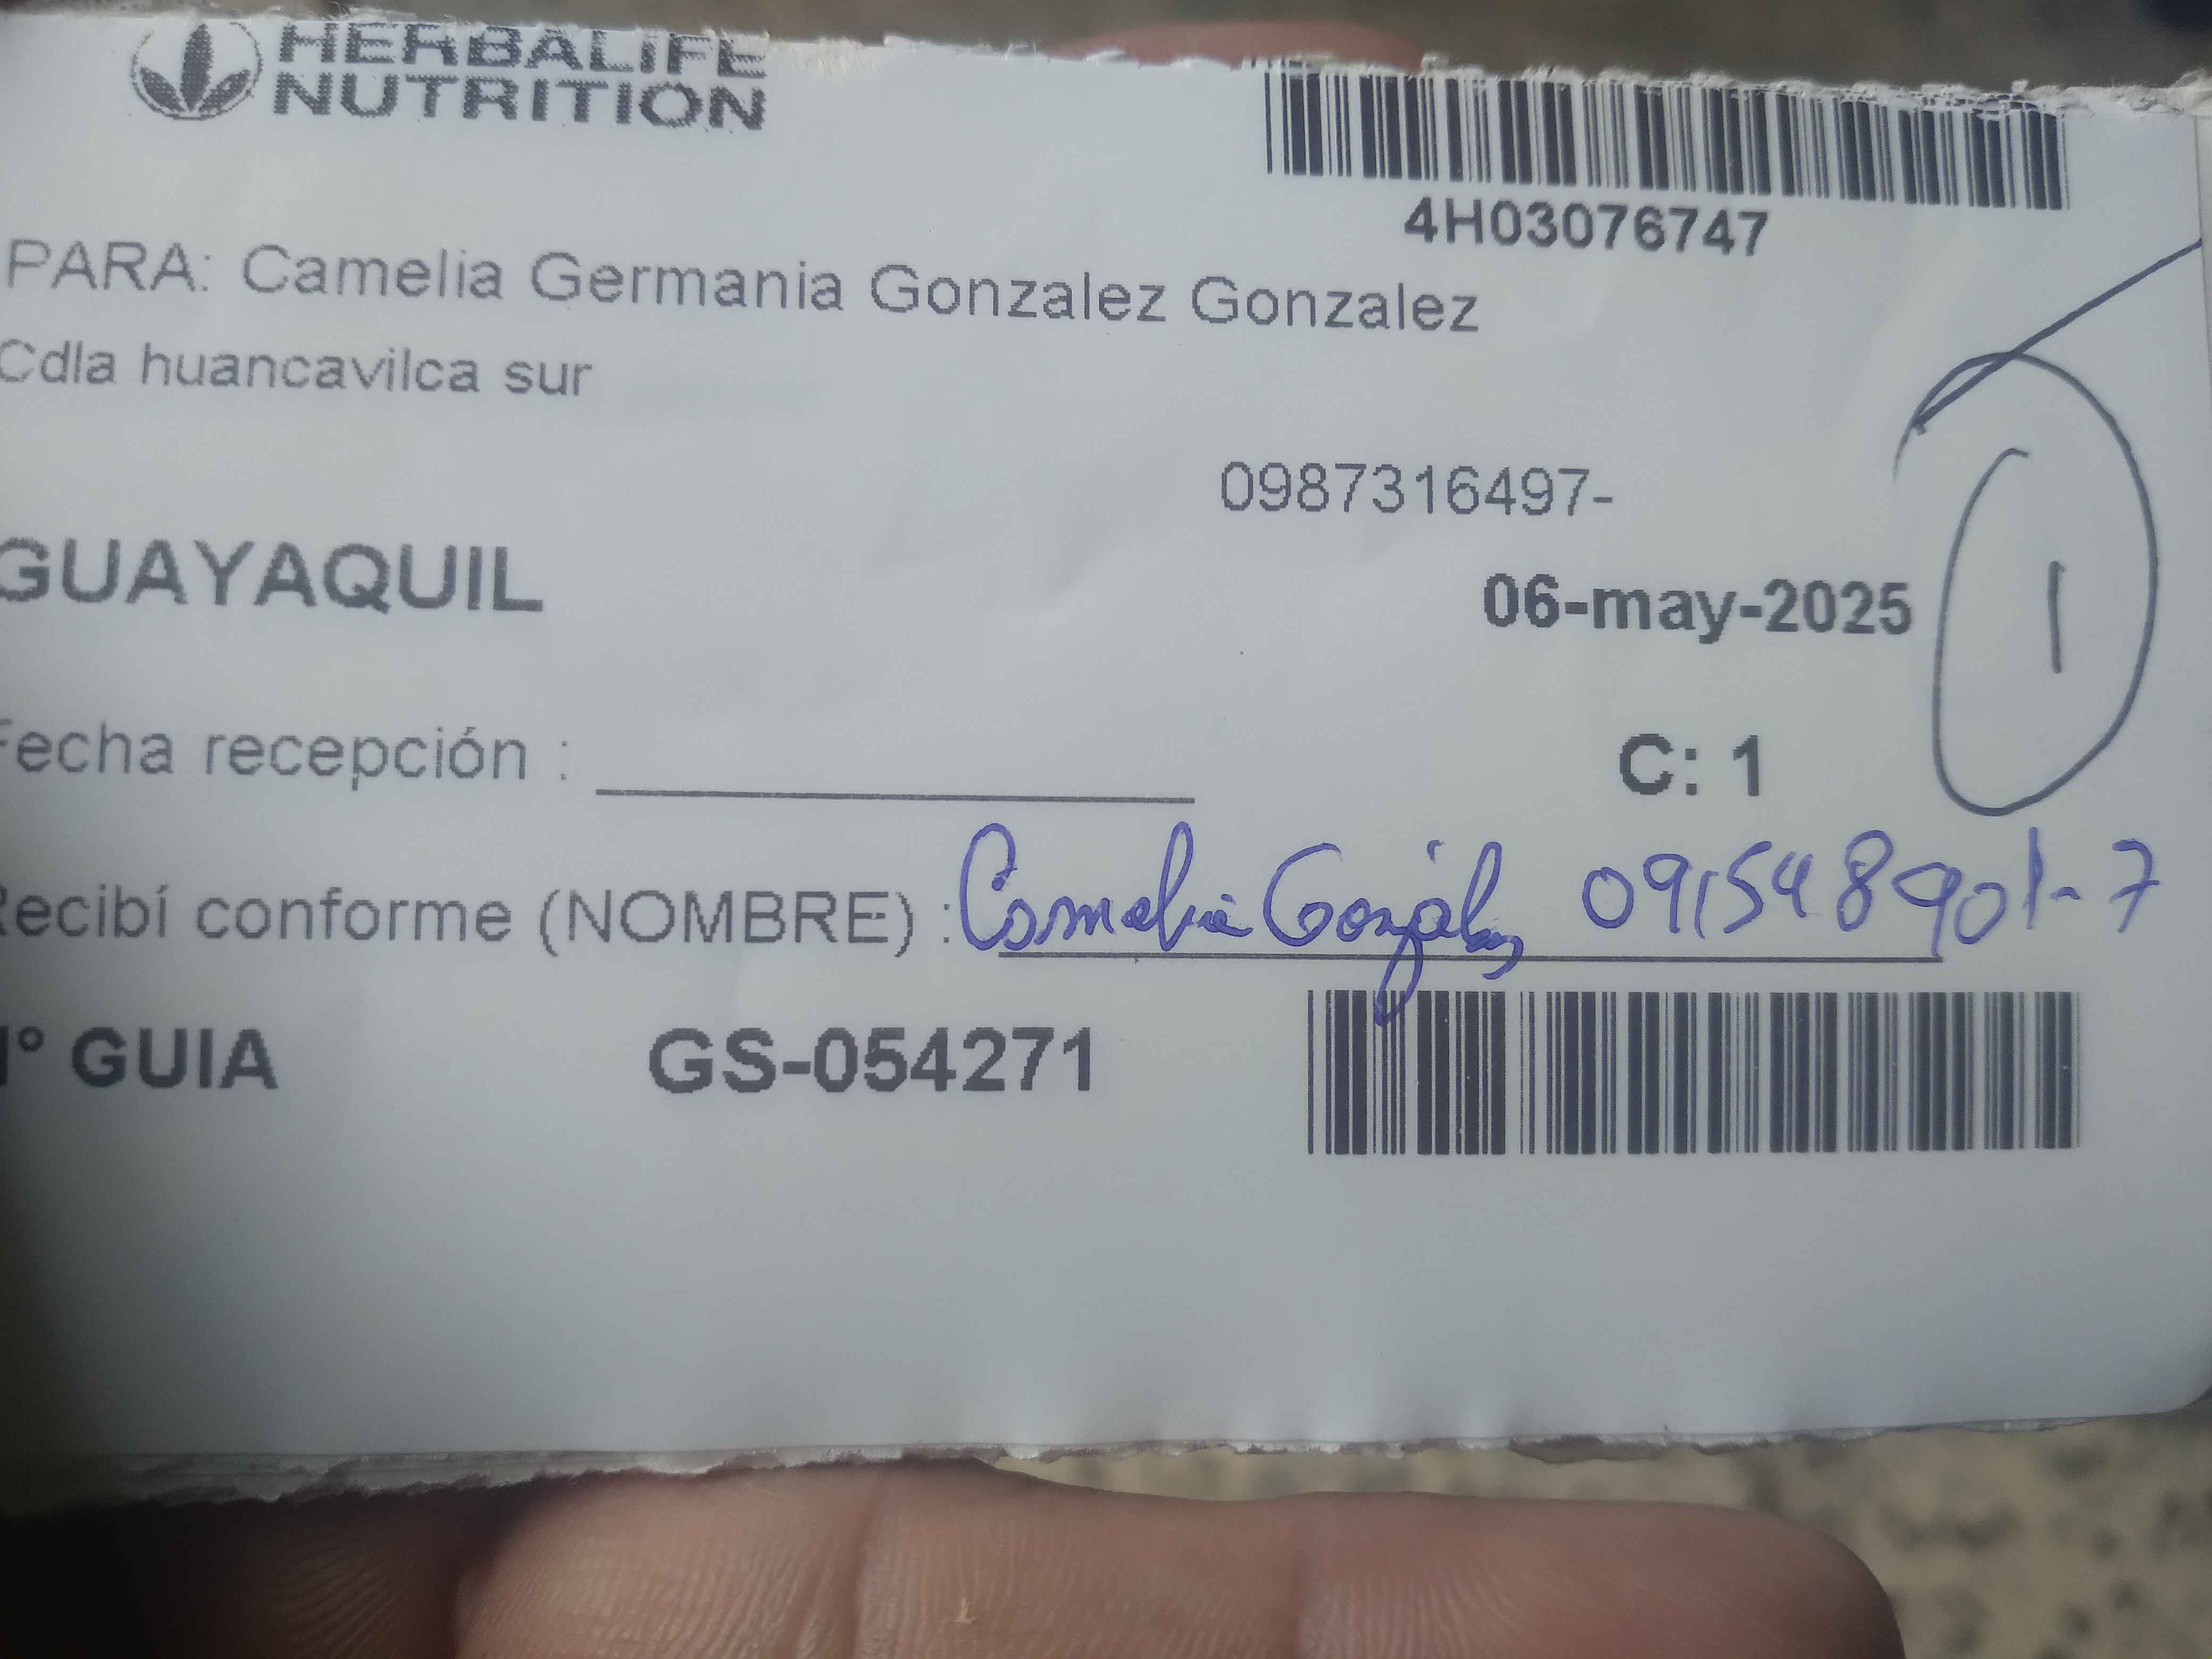 HERBALIFE
NUTRITION
4H03076747
PARA: Camelia Germania Gonzalez Gonzalez
Cdla huancavilca sur
0987316497-
GUAYAQUIL
06-may-2025
1
Fecha recepción :
C: 1
Recibí conforme (NOMBRE) : Camelia Gonzalez 091548901-7
N° GUIA GS-054271